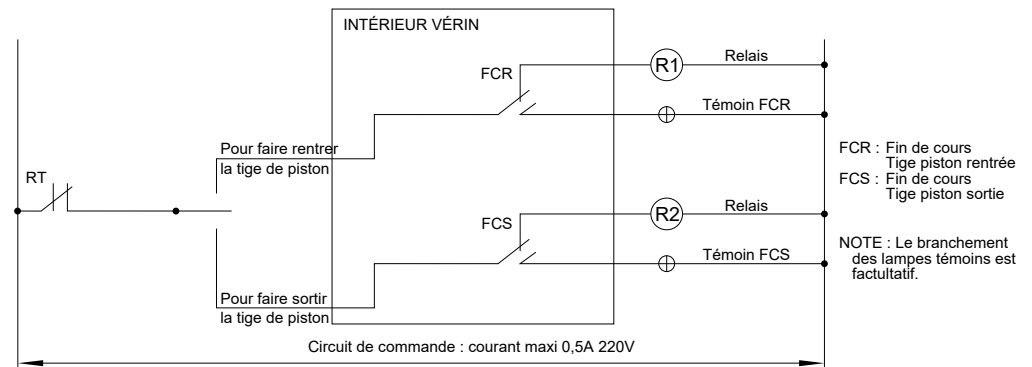 INTÉRIEUR VÉRIN
FCR
R1
Relais
Témoin FCR
Pour faire rentrer
la tige de piston
RT
FCR : Fin de cours
Tige piston rentrée
FCS : Fin de cours
Tige piston sortie
FCS
R2
Relais
Témoin FCS
NOTE : Le branchement
des lampes témoins est
factultatif.
Pour faire sortir
la tige de piston
Circuit de commande : courant maxi 0,5A 220V